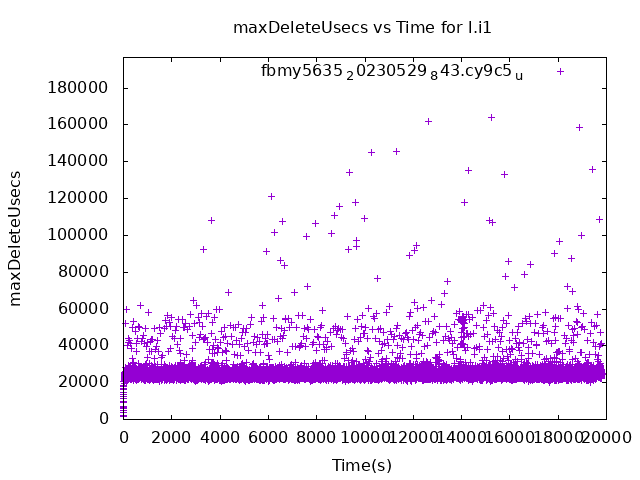 maxDeleteUsecs vs Time for l.i1
fbmy5635_20230529_843.cy9c5_u
180000
160000
140000
120000
100000
80000
60000
40000
20000
0
maxDeleteUsecs
0 2000 4000 6000 8000 10000 12000 14000 16000 18000 20000
Time(s)